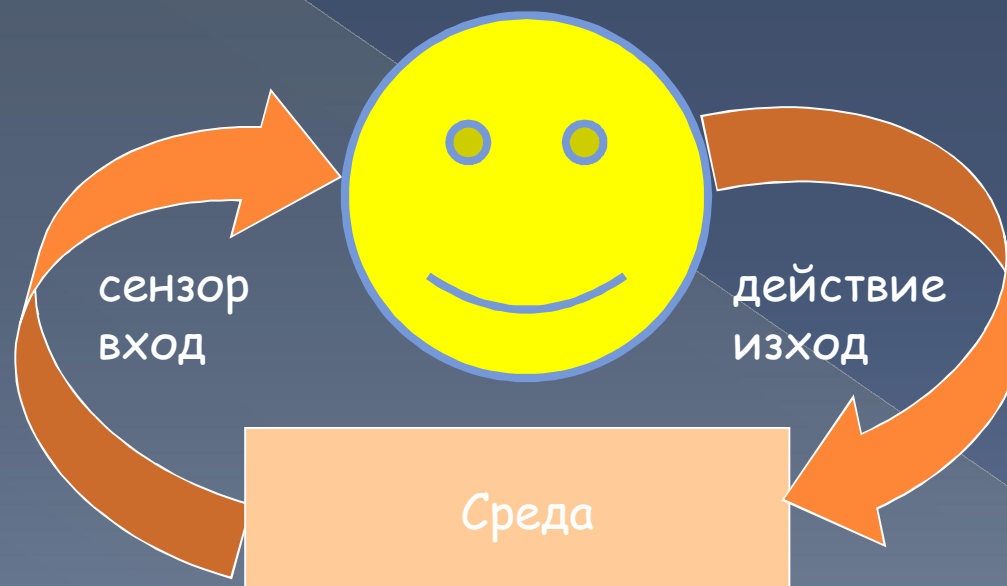 сензор
вход
действие
изход
Среда